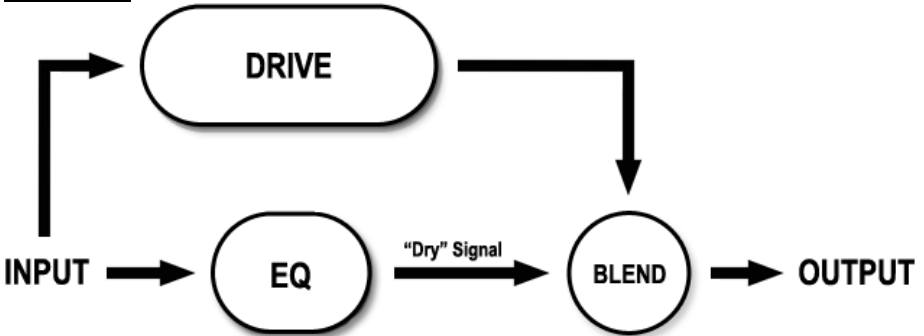 DRIVE
"Dry" Signal
INPUT
EQ
BLEND
OUTPUT